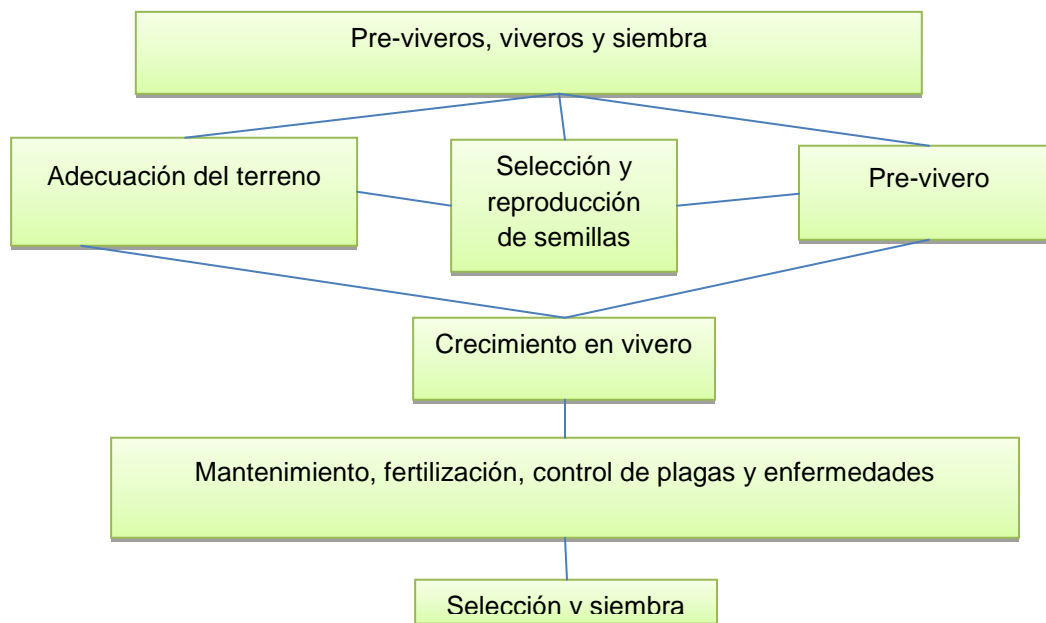 Pre-viveros, viveros y siembra
Adecuación del terreno
Selección y
reproducción
de semillas
Pre-vivero
Crecimiento en vivero
Mantenimiento, fertilización, control de plagas y enfermedades
Selección y siembra